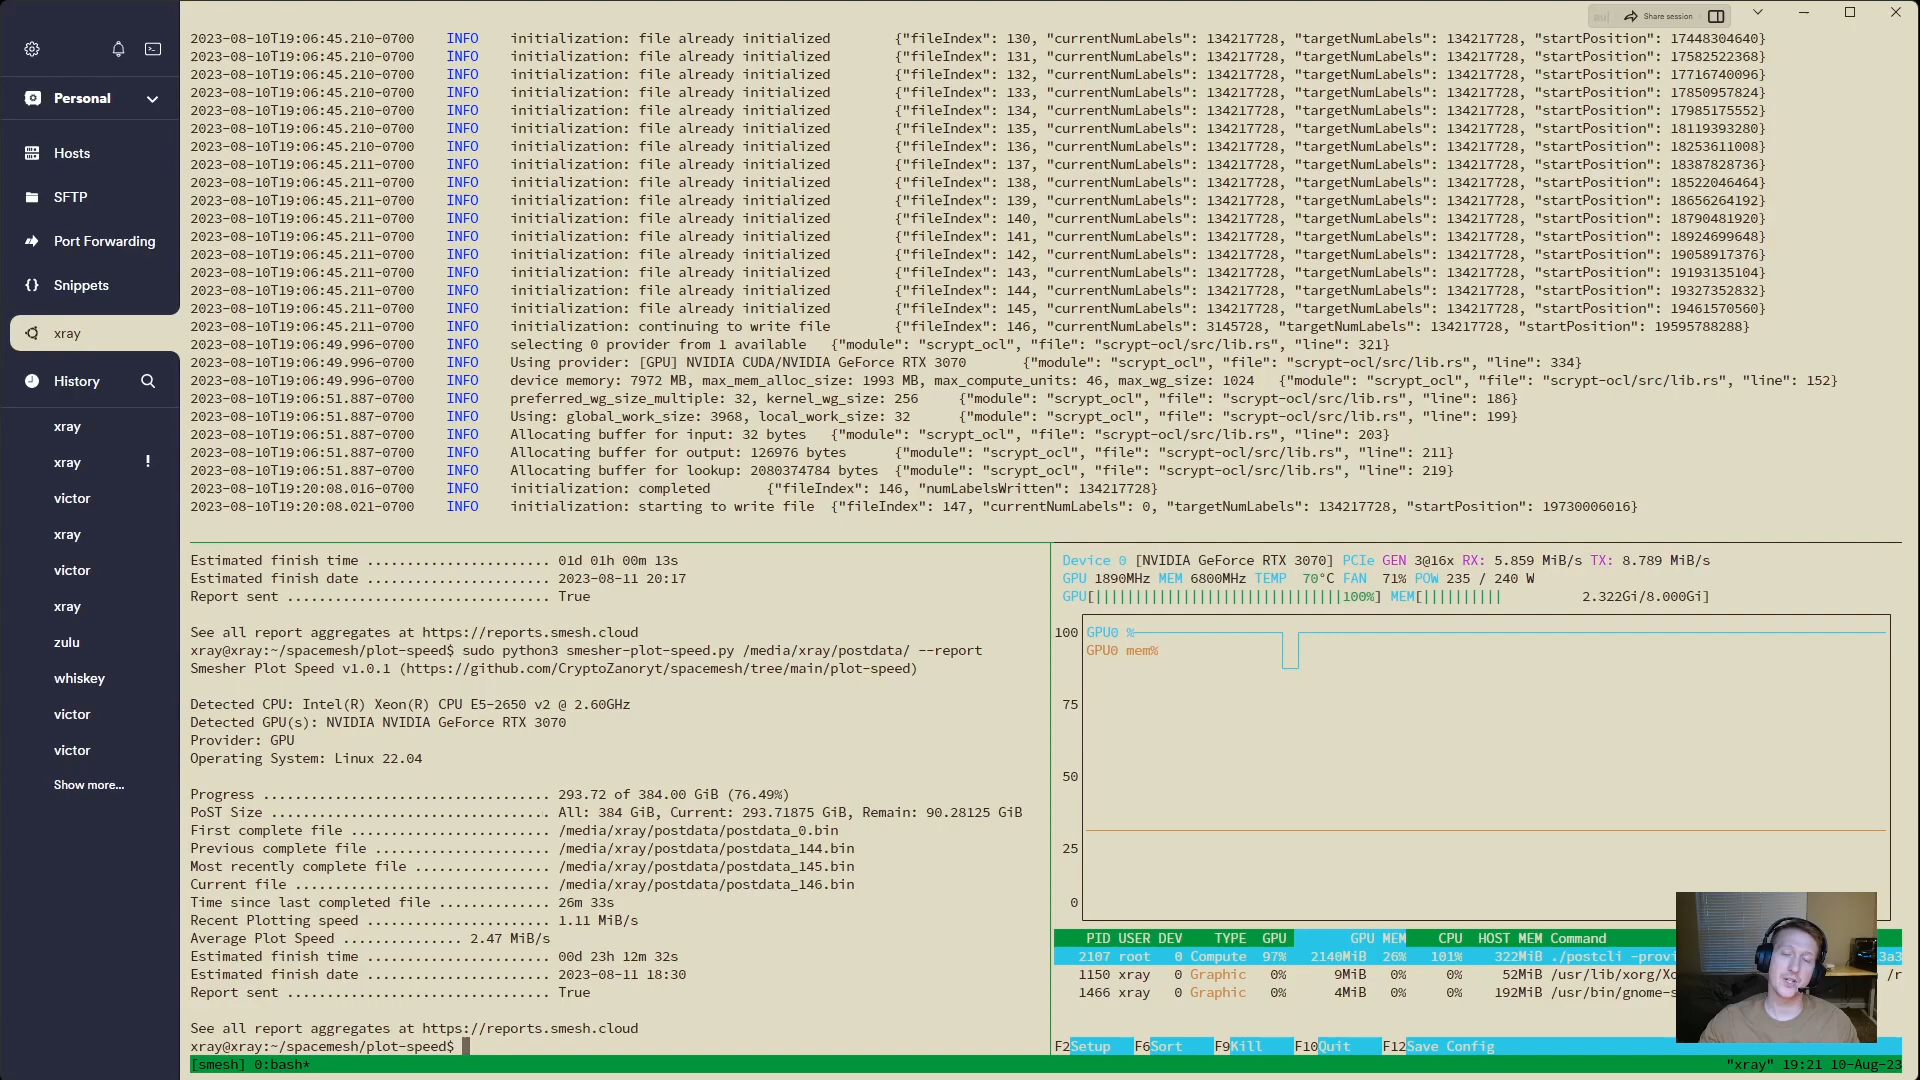 Share session
Personal
Hosts
SFTP
Port Forwarding
Snippets
xray
History
xray
xray !
victor
xray
victor
xray
zulu
whiskey
victor
victor
Show more...
2023-08-10T19:06:45.210-0700 INFO initialization: file already initialized {"fileIndex": 130, "currentNumLabels": 134217728, "targetNumLabels": 134217728, "startPosition": 17448304640}
2023-08-10T19:06:45.210-0700 INFO initialization: file already initialized {"fileIndex": 131, "currentNumLabels": 134217728, "targetNumLabels": 134217728, "startPosition": 17582522368}
2023-08-10T19:06:45.210-0700 INFO initialization: file already initialized {"fileIndex": 132, "currentNumLabels": 134217728, "targetNumLabels": 134217728, "startPosition": 17716740096}
2023-08-10T19:06:45.210-0700 INFO initialization: file already initialized {"fileIndex": 133, "currentNumLabels": 134217728, "targetNumLabels": 134217728, "startPosition": 17850957824}
2023-08-10T19:06:45.210-0700 INFO initialization: file already initialized {"fileIndex": 134, "currentNumLabels": 134217728, "targetNumLabels": 134217728, "startPosition": 17985175552}
2023-08-10T19:06:45.210-0700 INFO initialization: file already initialized {"fileIndex": 135, "currentNumLabels": 134217728, "targetNumLabels": 134217728, "startPosition": 18119393280}
2023-08-10T19:06:45.210-0700 INFO initialization: file already initialized {"fileIndex": 136, "currentNumLabels": 134217728, "targetNumLabels": 134217728, "startPosition": 18253611008}
2023-08-10T19:06:45.211-0700 INFO initialization: file already initialized {"fileIndex": 137, "currentNumLabels": 134217728, "targetNumLabels": 134217728, "startPosition": 18387828736}
2023-08-10T19:06:45.211-0700 INFO initialization: file already initialized {"fileIndex": 138, "currentNumLabels": 134217728, "targetNumLabels": 134217728, "startPosition": 18522046464}
2023-08-10T19:06:45.211-0700 INFO initialization: file already initialized {"fileIndex": 139, "currentNumLabels": 134217728, "targetNumLabels": 134217728, "startPosition": 18656264192}
2023-08-10T19:06:45.211-0700 INFO initialization: file already initialized {"fileIndex": 140, "currentNumLabels": 134217728, "targetNumLabels": 134217728, "startPosition": 18790481920}
2023-08-10T19:06:45.211-0700 INFO initialization: file already initialized {"fileIndex": 141, "currentNumLabels": 134217728, "targetNumLabels": 134217728, "startPosition": 18924699648}
2023-08-10T19:06:45.211-0700 INFO initialization: file already initialized {"fileIndex": 142, "currentNumLabels": 134217728, "targetNumLabels": 134217728, "startPosition": 19058917376}
2023-08-10T19:06:45.211-0700 INFO initialization: file already initialized {"fileIndex": 143, "currentNumLabels": 134217728, "targetNumLabels": 134217728, "startPosition": 19193135104}
2023-08-10T19:06:45.211-0700 INFO initialization: file already initialized {"fileIndex": 144, "currentNumLabels": 134217728, "targetNumLabels": 134217728, "startPosition": 19327352832}
2023-08-10T19:06:45.211-0700 INFO initialization: file already initialized {"fileIndex": 145, "currentNumLabels": 134217728, "targetNumLabels": 134217728, "startPosition": 19461570560}
2023-08-10T19:06:45.211-0700 INFO initialization: continuing to write file {"fileIndex": 146, "currentNumLabels": 3145728, "targetNumLabels": 134217728, "startPosition": 19595788288}
2023-08-10T19:06:49.996-0700 INFO selecting 0 provider from 1 available {"module": "scrypt_ocl", "file": "scrypt-ocl/src/lib.rs", "line": 321}
2023-08-10T19:06:49.996-0700 INFO Using provider: [GPU] NVIDIA CUDA/NVIDIA GeForce RTX 3070 {"module": "scrypt_ocl", "file": "scrypt-ocl/src/lib.rs", "line": 334}
2023-08-10T19:06:49.996-0700 INFO device memory: 7972 MB, max_mem_alloc_size: 1993 MB, max_compute_units: 46, max_wg_size: 1024 {"module": "scrypt_ocl", "file": "scrypt-ocl/src/lib.rs", "line": 152}
2023-08-10T19:06:51.887-0700 INFO preferred_wg_size_multiple: 32, kernel_wg_size: 256 {"module": "scrypt_ocl", "file": "scrypt-ocl/src/lib.rs", "line": 186}
2023-08-10T19:06:51.887-0700 INFO Using: global_work_size: 3968, local_work_size: 32 {"module": "scrypt_ocl", "file": "scrypt-ocl/src/lib.rs", "line": 199}
2023-08-10T19:06:51.887-0700 INFO Allocating buffer for input: 32 bytes {"module": "scrypt_ocl", "file": "scrypt-ocl/src/lib.rs", "line": 203}
2023-08-10T19:06:51.887-0700 INFO Allocating buffer for output: 126976 bytes {"module": "scrypt_ocl", "file": "scrypt-ocl/src/lib.rs", "line": 211}
2023-08-10T19:06:51.887-0700 INFO Allocating buffer for lookup: 2080374784 bytes {"module": "scrypt_ocl", "file": "scrypt-ocl/src/lib.rs", "line": 219}
2023-08-10T19:20:08.016-0700 INFO initialization: completed {"fileIndex": 146, "numLabelsWritten": 134217728}
2023-08-10T19:20:08.021-0700 INFO initialization: starting to write file {"fileIndex": 147, "currentNumLabels": 0, "targetNumLabels": 134217728, "startPosition": 19730006016}
Estimated finish time ....................... 01d 01h 00m 13s
Estimated finish date ....................... 2023-08-11 20:17
Report sent ................................. True
See all report aggregates at https://reports.smesh.cloud
xray@xray:~/spacemesh/plot-speed$ sudo python3 smesher-plot-speed.py /media/xray/postdata/ --report
Smesher Plot Speed v1.0.1 (https://github.com/CryptoZanoryt/spacemesh/tree/main/plot-speed)
Detected CPU: Intel(R) Xeon(R) CPU E5-2650 v2 @ 2.60GHz
Detected GPU(s): NVIDIA NVIDIA GeForce RTX 3070
Provider: GPU
Operating System: Linux 22.04
Progress .................................... 293.72 of 384.00 GiB (76.49%)
PoST Size ................................... All: 384 GiB, Current: 293.71875 GiB, Remain: 90.28125 GiB
First complete file .......................... /media/xray/postdata/postdata_0.bin
Previous complete file ...................... /media/xray/postdata/postdata_144.bin
Most recently complete file ................. /media/xray/postdata/postdata_145.bin
Current file ................................ /media/xray/postdata/postdata_146.bin
Time since last completed file .............. 26m 33s
Recent Plotting speed ....................... 1.11 MiB/s
Average Plot Speed ............... 2.47 MiB/s
Estimated finish time ....................... 00d 23h 12m 32s
Estimated finish date ....................... 2023-08-11 18:30
Report sent ................................. True
See all report aggregates at https://reports.smesh.cloud
xray@xray:~/spacemesh/plot-speed$
Device 0 [NVIDIA GeForce RTX 3070] PCIe GEN 3@16x RX: 5.859 MiB/s TX: 8.789 MiB/s
GPU 1890MHz MEM 6800MHz TEMP 70°C FAN 71% POW 235 / 240 W
GPU[|||||||||||||||||||||||||||||||100%] MEM[|||||||||| 2.322Gi/8.000Gi]
100 GPU0 %
GPU0 mem%
75
50
25
0
PID USER DEV TYPE GPU GPU MEM CPU HOST MEM Command
2107 root 0 Compute 97% 2140MiB 26% 101% 322MiB ./postcli -provi 3a3
1150 xray 0 Graphic 0% 9MiB 0% 0% 52MiB /usr/lib/xorg/Xo /r
1466 xray 0 Graphic 0% 4MiB 0% 0% 192MiB /usr/bin/gnome-s
F2Setup F6Sort F9Kill F10Quit F12Save Config
[smesh] 0:bash* "xray" 19:21 10-Aug-23